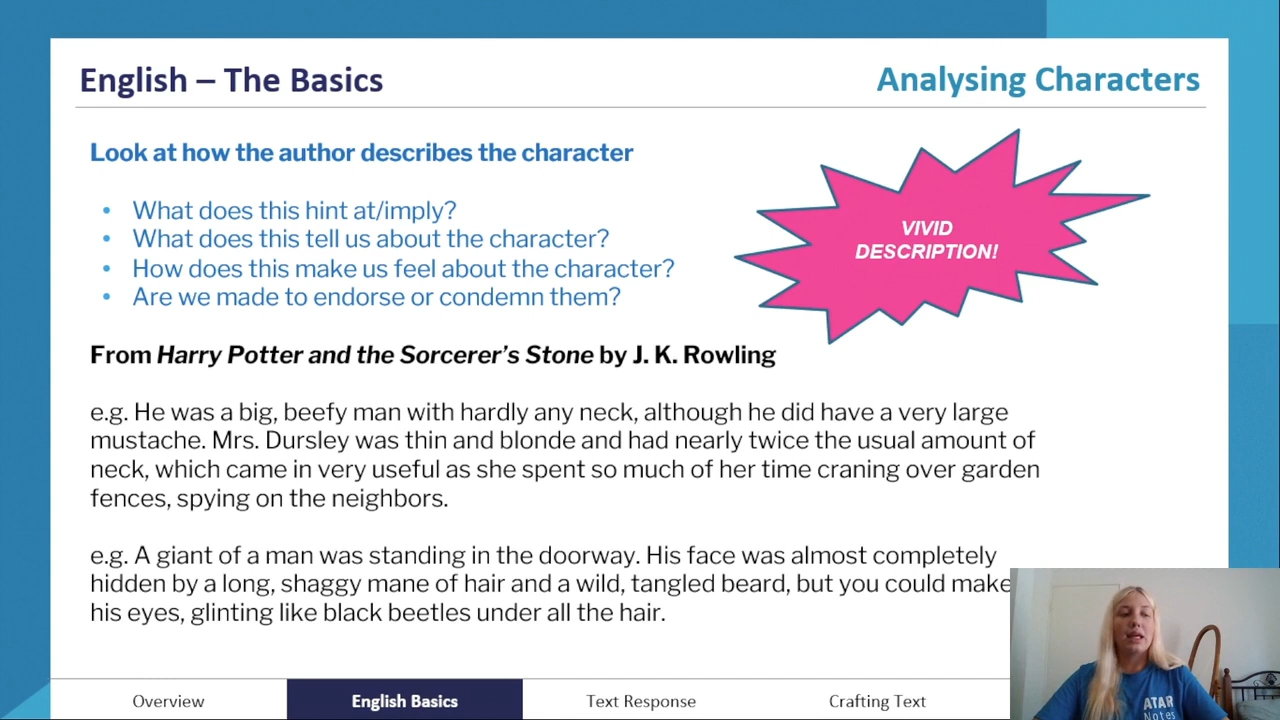 English – The Basics
Analysing Characters
Look at how the author describes the character
• What does this hint at/imply?
• What does this tell us about the character?
• How does this make us feel about the character?
• Are we made to endorse or condemn them?
VIVID
DESCRIPTION!
From Harry Potter and the Sorcerer's Stone by J. K. Rowling
e.g. He was a big, beefy man with hardly any neck, although he did have a very large
mustache. Mrs. Dursley was thin and blonde and had nearly twice the usual amount of
neck, which came in very useful as she spent so much of her time craning over garden
fences, spying on the neighbors.
e.g. A giant of a man was standing in the doorway. His face was almost completely
hidden by a long, shaggy mane of hair and a wild, tangled beard, but you could make
his eyes, glinting like black beetles under all the hair.
ATAR
Notes
Overview
English Basics
Text Response
Crafting Text